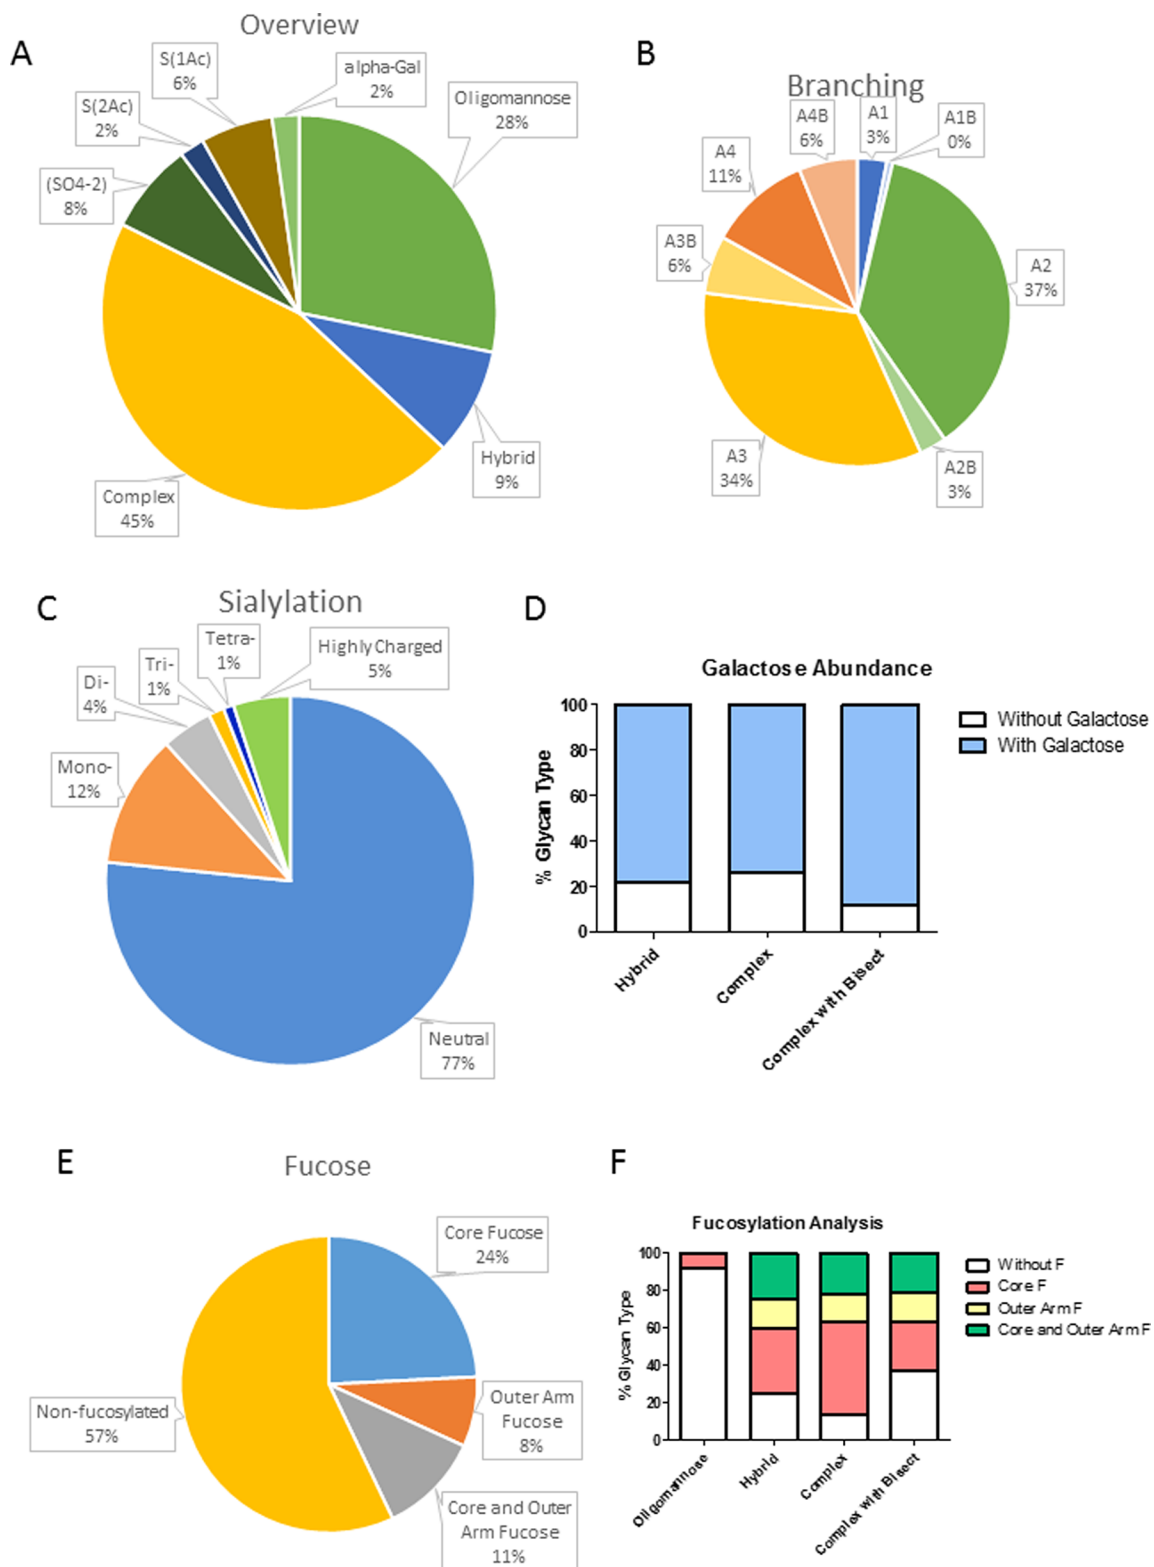 A
Overview
S(1Ac)
6%
alpha-Gal
2%
S(2Ac)
2%
Oligomannose
28%
(SO4-2)
8%
Hybrid
9%
Complex
45%
B
Branching
A4B
6%
A1
3%
A1B
0%
A4
11%
A3B
6%
A2
37%
A3
34%
A2B
3%
C
Sialylation
Tetra-
1%
Highly Charged
5%
Tri-
1%
Di-
4%
Mono-
12%
Neutral
77%
D
Galactose Abundance
% Glycan Type
100
80
60
40
20
0
Hybrid
Complex
Complex with Bisect
Without Galactose
With Galactose
E
Fucose
Core Fucose
24%
Outer Arm
Fucose
8%
Non-fucosylated
57%
Core and Outer
Arm Fucose
11%
F
Fucosylation Analysis
% Glycan Type
100
80
60
40
20
0
Oligomannose
Hybrid
Complex
Complex with Bisect
Without F
Core F
Outer Arm F
Core and Outer Arm F